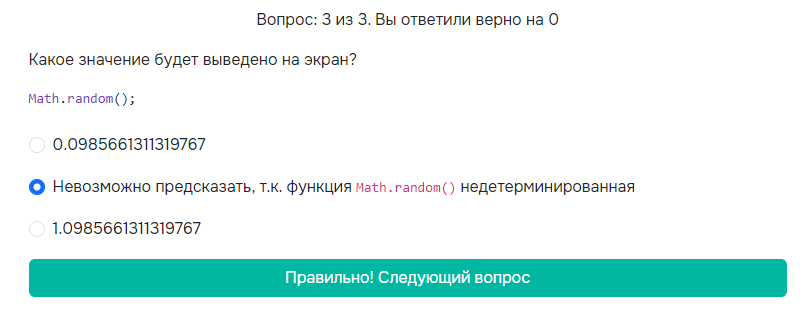 Вопрос: 3 из 3. Вы ответили верно на 0
Какое значение будет выведено на экран?
Math.random();
0.0985661311319767
Невозможно предсказать, т.к. функция Math.random() недетерминированная
1.0985661311319767
Правильно! Следующий вопрос